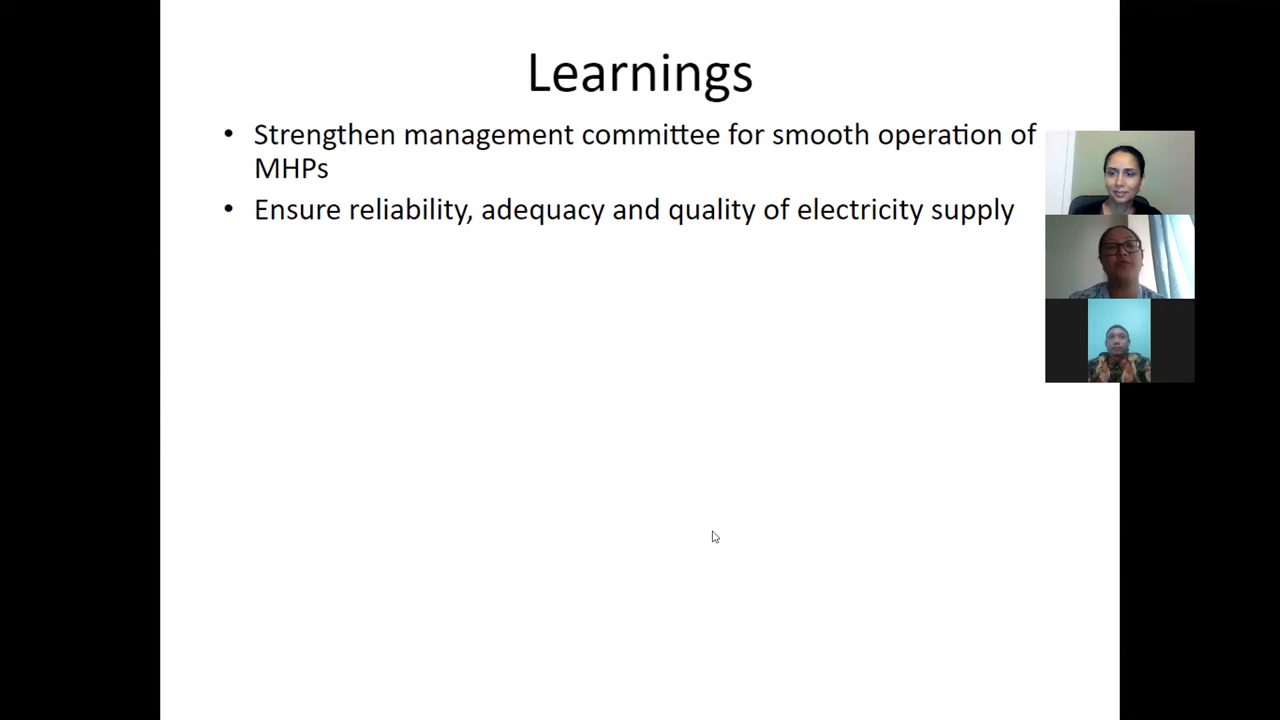 Learnings
• Strengthen management committee for smooth operation of
MHPs
• Ensure reliability, adequacy and quality of electricity supply